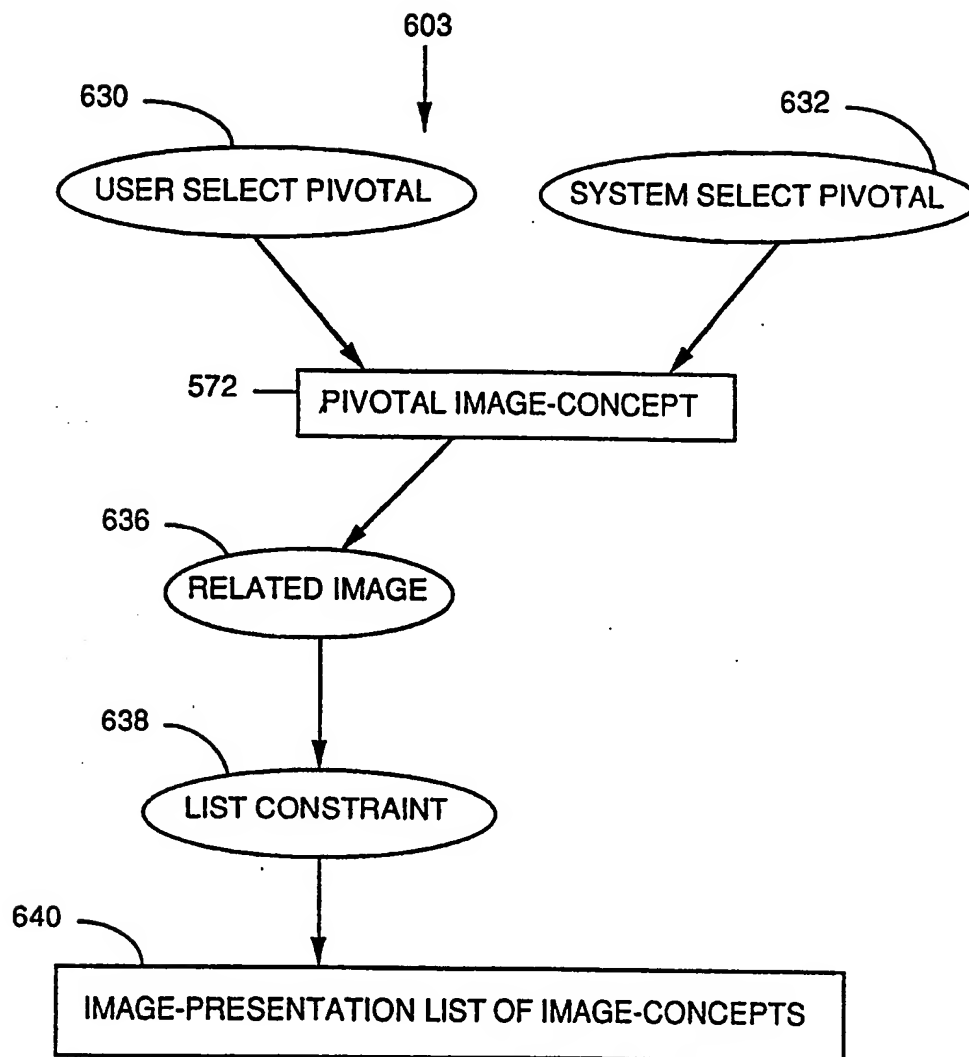 603
630
632
USER SELECT PIVOTAL
SYSTEM SELECT PIVOTAL
572
PIVOTAL IMAGE-CONCEPT
636
RELATED IMAGE
638
LIST CONSTRAINT
640
IMAGE-PRESENTATION LIST OF IMAGE-CONCEPTS